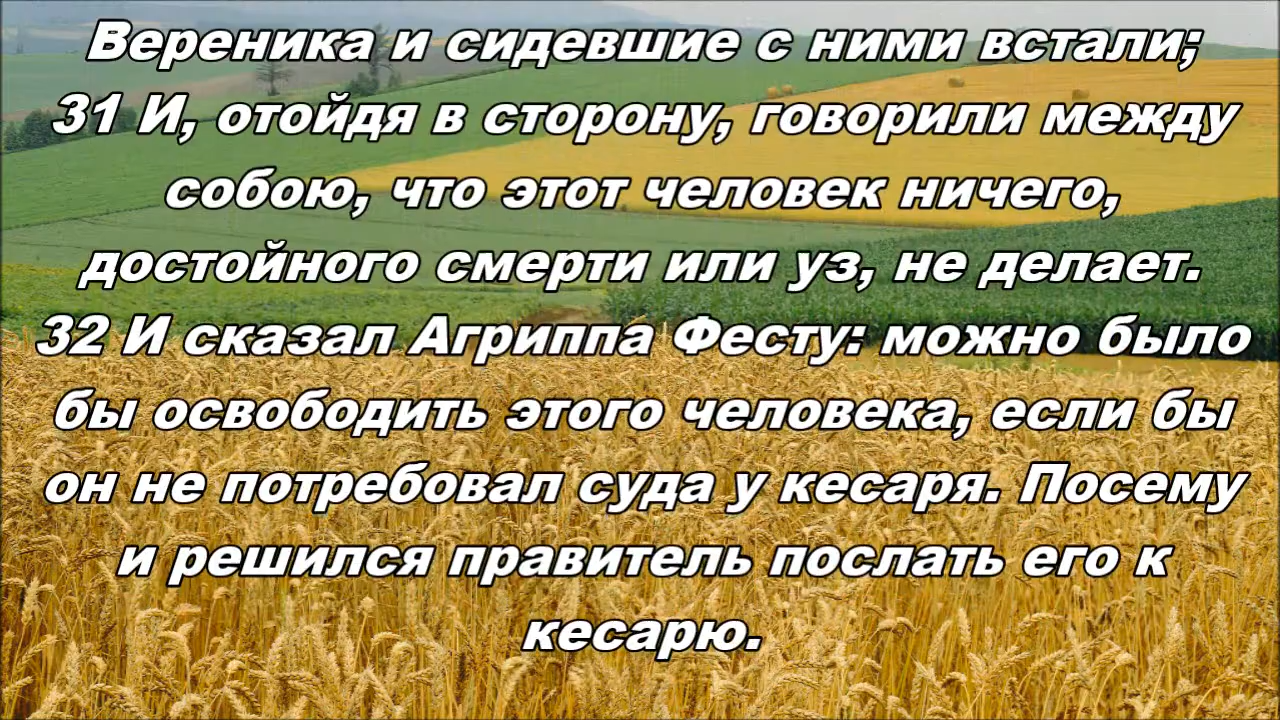 Вереника и сидевшие с ними встали;
31 И, отойдя в сторону, говорили между
собою, что этот человек ничего,
достойного смерти или уз, не делает.
32 И сказал Агриппа Фесту: можно было
бы освободить этого человека, если бы
он не потребовал суда у кесаря. Посему
и решился правитель послать его к
кесарю.